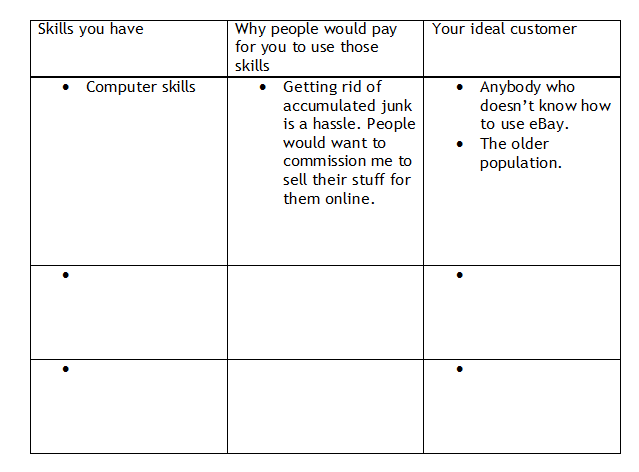 Skills you have
Why people would pay
for you to use those
skills
Your ideal customer
• Computer skills
• Getting rid of
accumulated junk
is a hassle. People
would want to
commission me to
sell their stuff for
them online.
• Anybody who
doesn’t know how
to use eBay.
• The older
population.
•
•
•
•